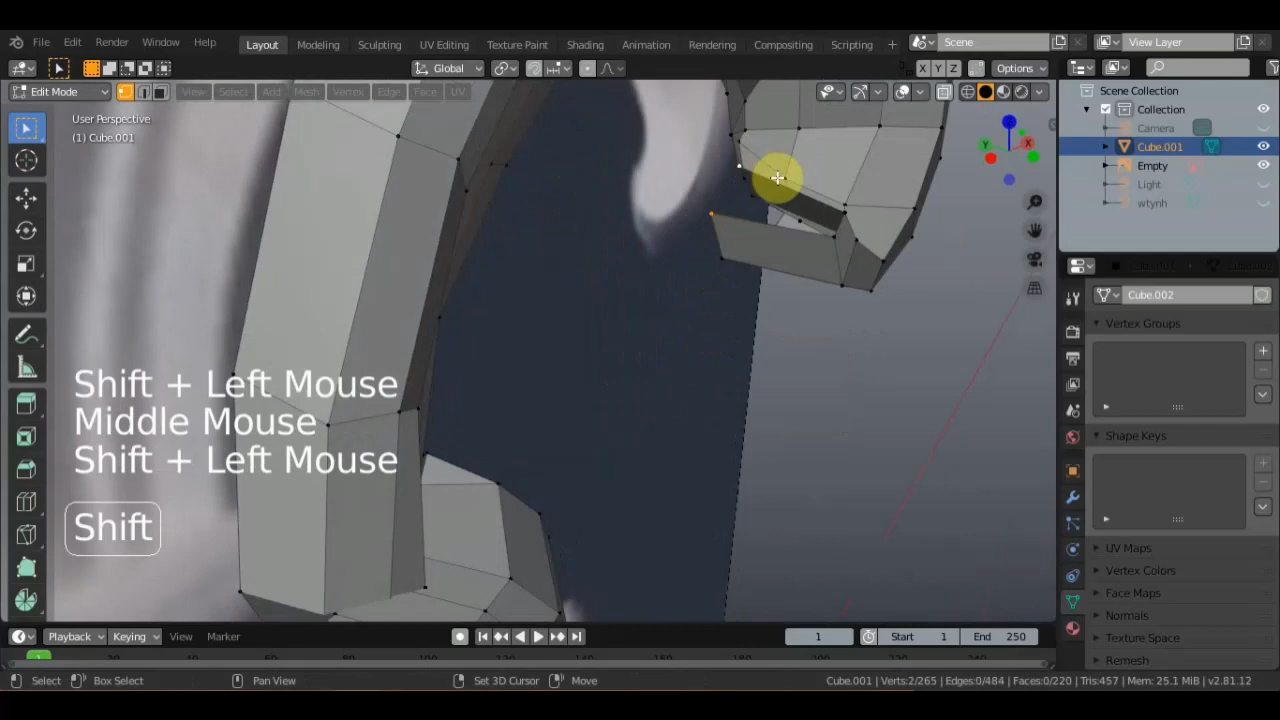 File Edit Render Window Help Layout Modeling Sculpting UV Editing Texture Paint Shading Animation Rendering Compositing Scripting + Scene View Layer
Global X Y Z Options
Edit Mode View Select Add Mesh Vertex Edge Face UV
User Perspective
(1) Cube.001
Scene Collection
Collection
Camera
Cube.001
Empty
Light
wtynh
Z
Y
X
Cube.002
Vertex Groups
Shape Keys
UV Maps
Vertex Colors
Face Maps
Normals
Texture Space
Remesh
Shift + Left Mouse
Middle Mouse
Shift + Left Mouse
Shift
Playback Keying View Marker 1 Start 1 End 250
Select Box Select Pan View Set 3D Cursor Move Cube.001 | Verts:2/265 | Edges:0/484 | Faces:0/220 | Tris:457 | Mem: 25.1 MiB | v2.81.12